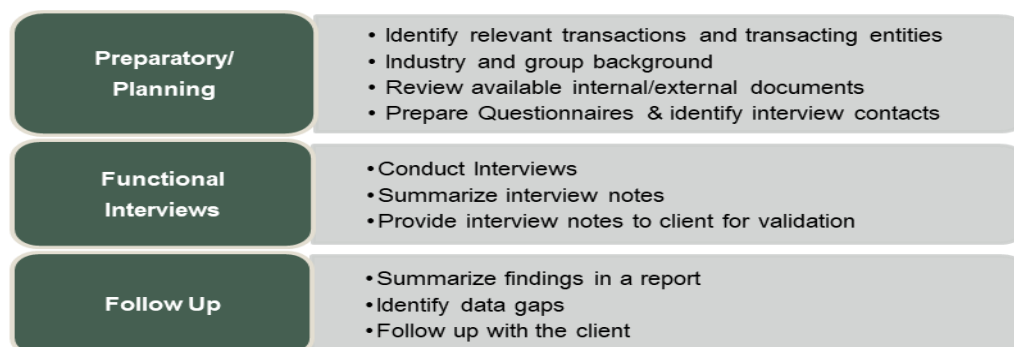 Preparatory/
Planning
• Identify relevant transactions and transacting entities
• Industry and group background
• Review available internal/external documents
• Prepare Questionnaires & identify interview contacts
Functional
Interviews
•Conduct Interviews
•Summarize interview notes
•Provide interview notes to client for validation
Follow Up
•Summarize findings in a report
•Identify data gaps
•Follow up with the client